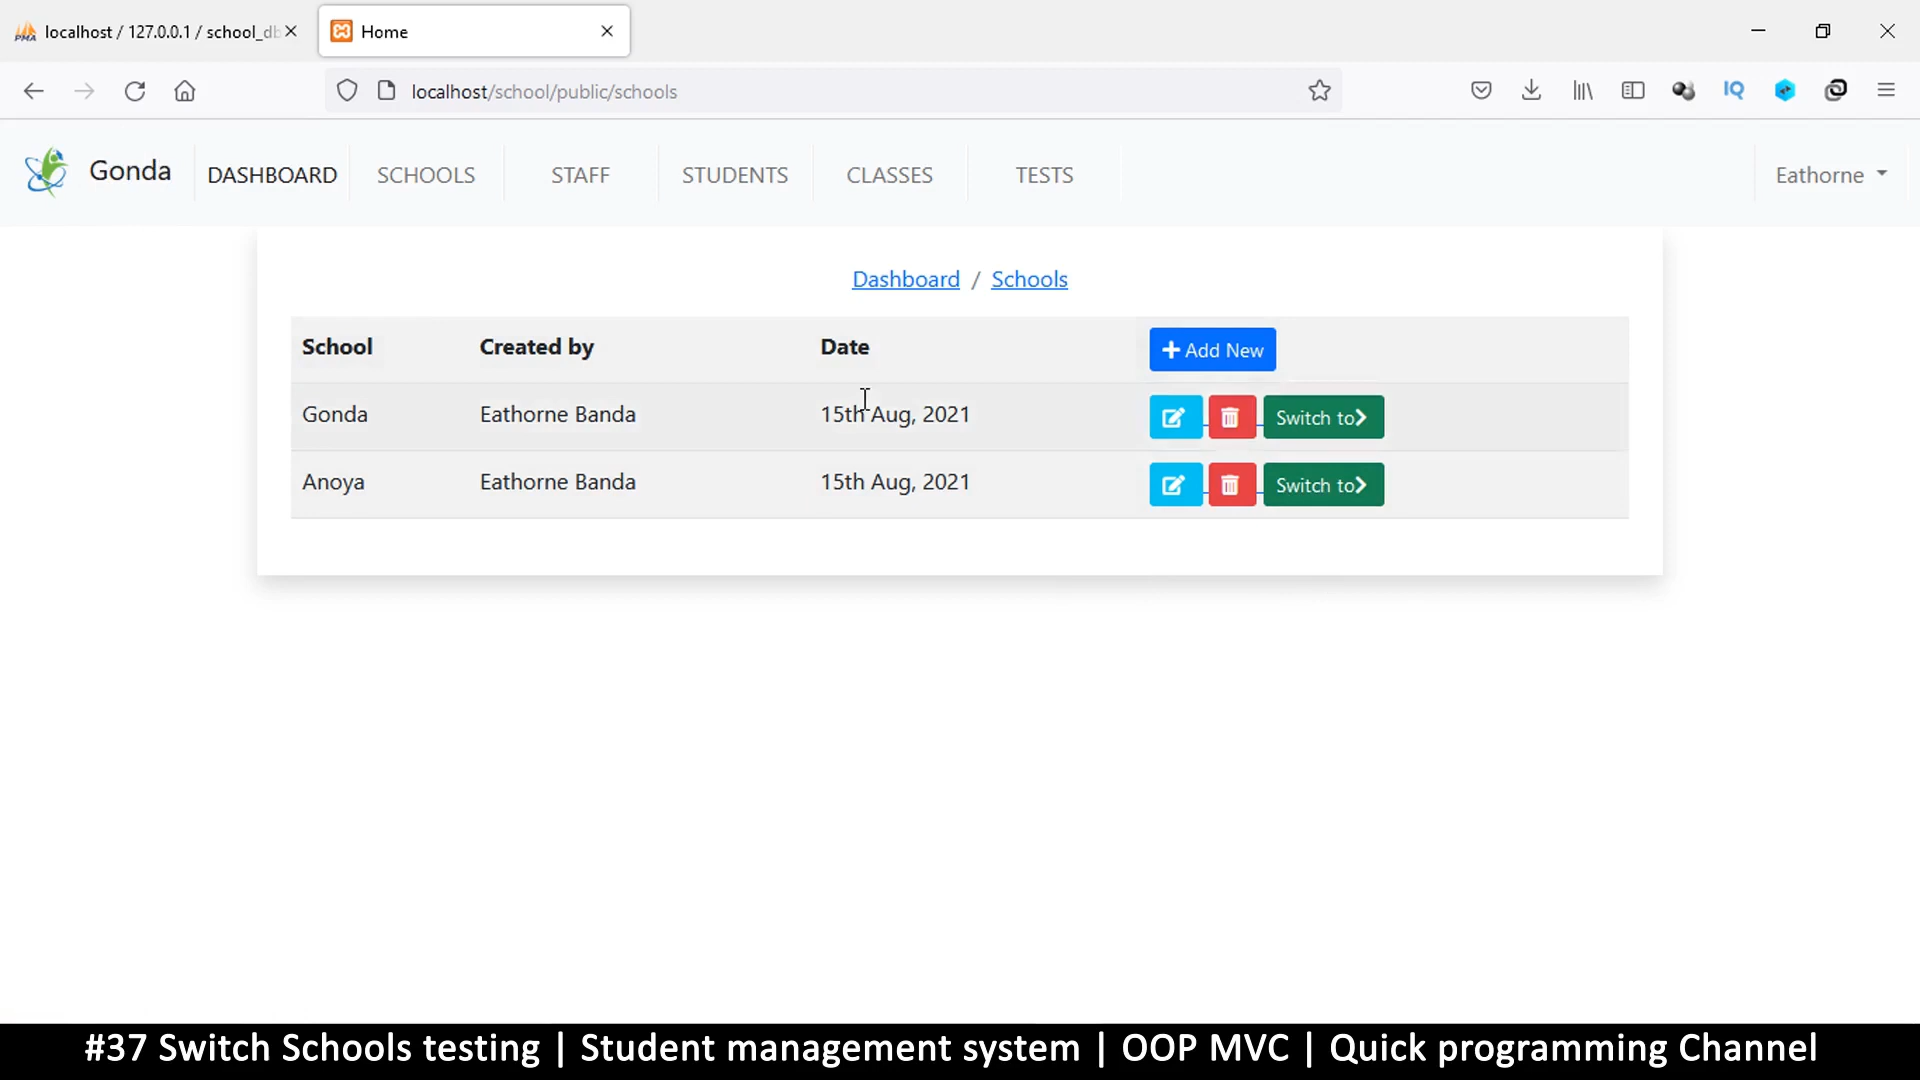 localhost / 127.0.0.1 / school_db
Home
localhost/school/public/schools
IQ
Gonda DASHBOARD SCHOOLS STAFF STUDENTS CLASSES TESTS Eathorne
Dashboard / Schools
School Created by Date Add New
Gonda Eathorne Banda 15th Aug, 2021 Switch to
Anoya Eathorne Banda 15th Aug, 2021 Switch to
#37 Switch Schools testing | Student management system | OOP MVC | Quick programming Channel